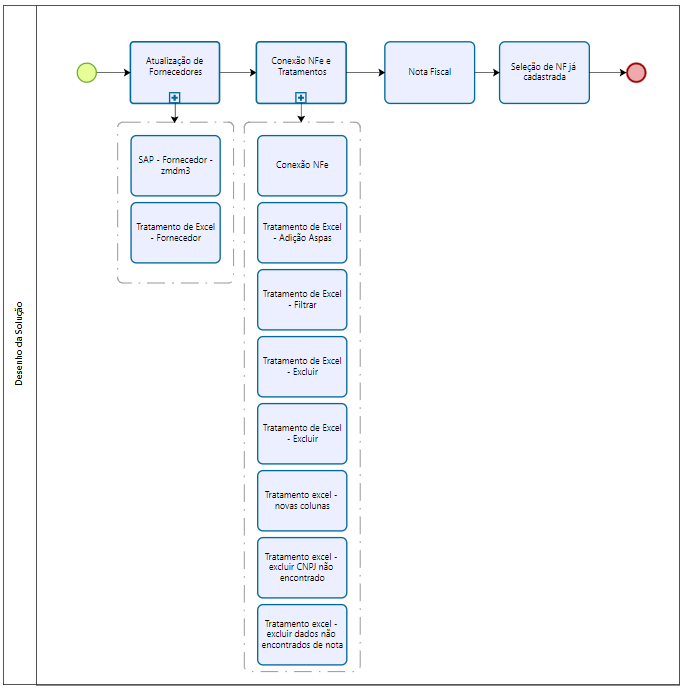 Desenho da Solução
Atualização de
Fornecedores
Conexão NFe e
Tratamentos
Nota Fiscal
Seleção de NF já
cadastrada
SAP - Fornecedor -
zmdm3
Tratamento de Excel
- Fornecedor
Conexão NFe
Tratamento de Excel
- Adição Aspas
Tratamento de Excel
- Filtrar
Tratamento de Excel
- Excluir
Tratamento de Excel
- Excluir
Tratamento excel -
novas colunas
Tratamento excel -
excluir CNPJ não
encontrado
Tratamento excel -
excluir dados não
encontrados de nota